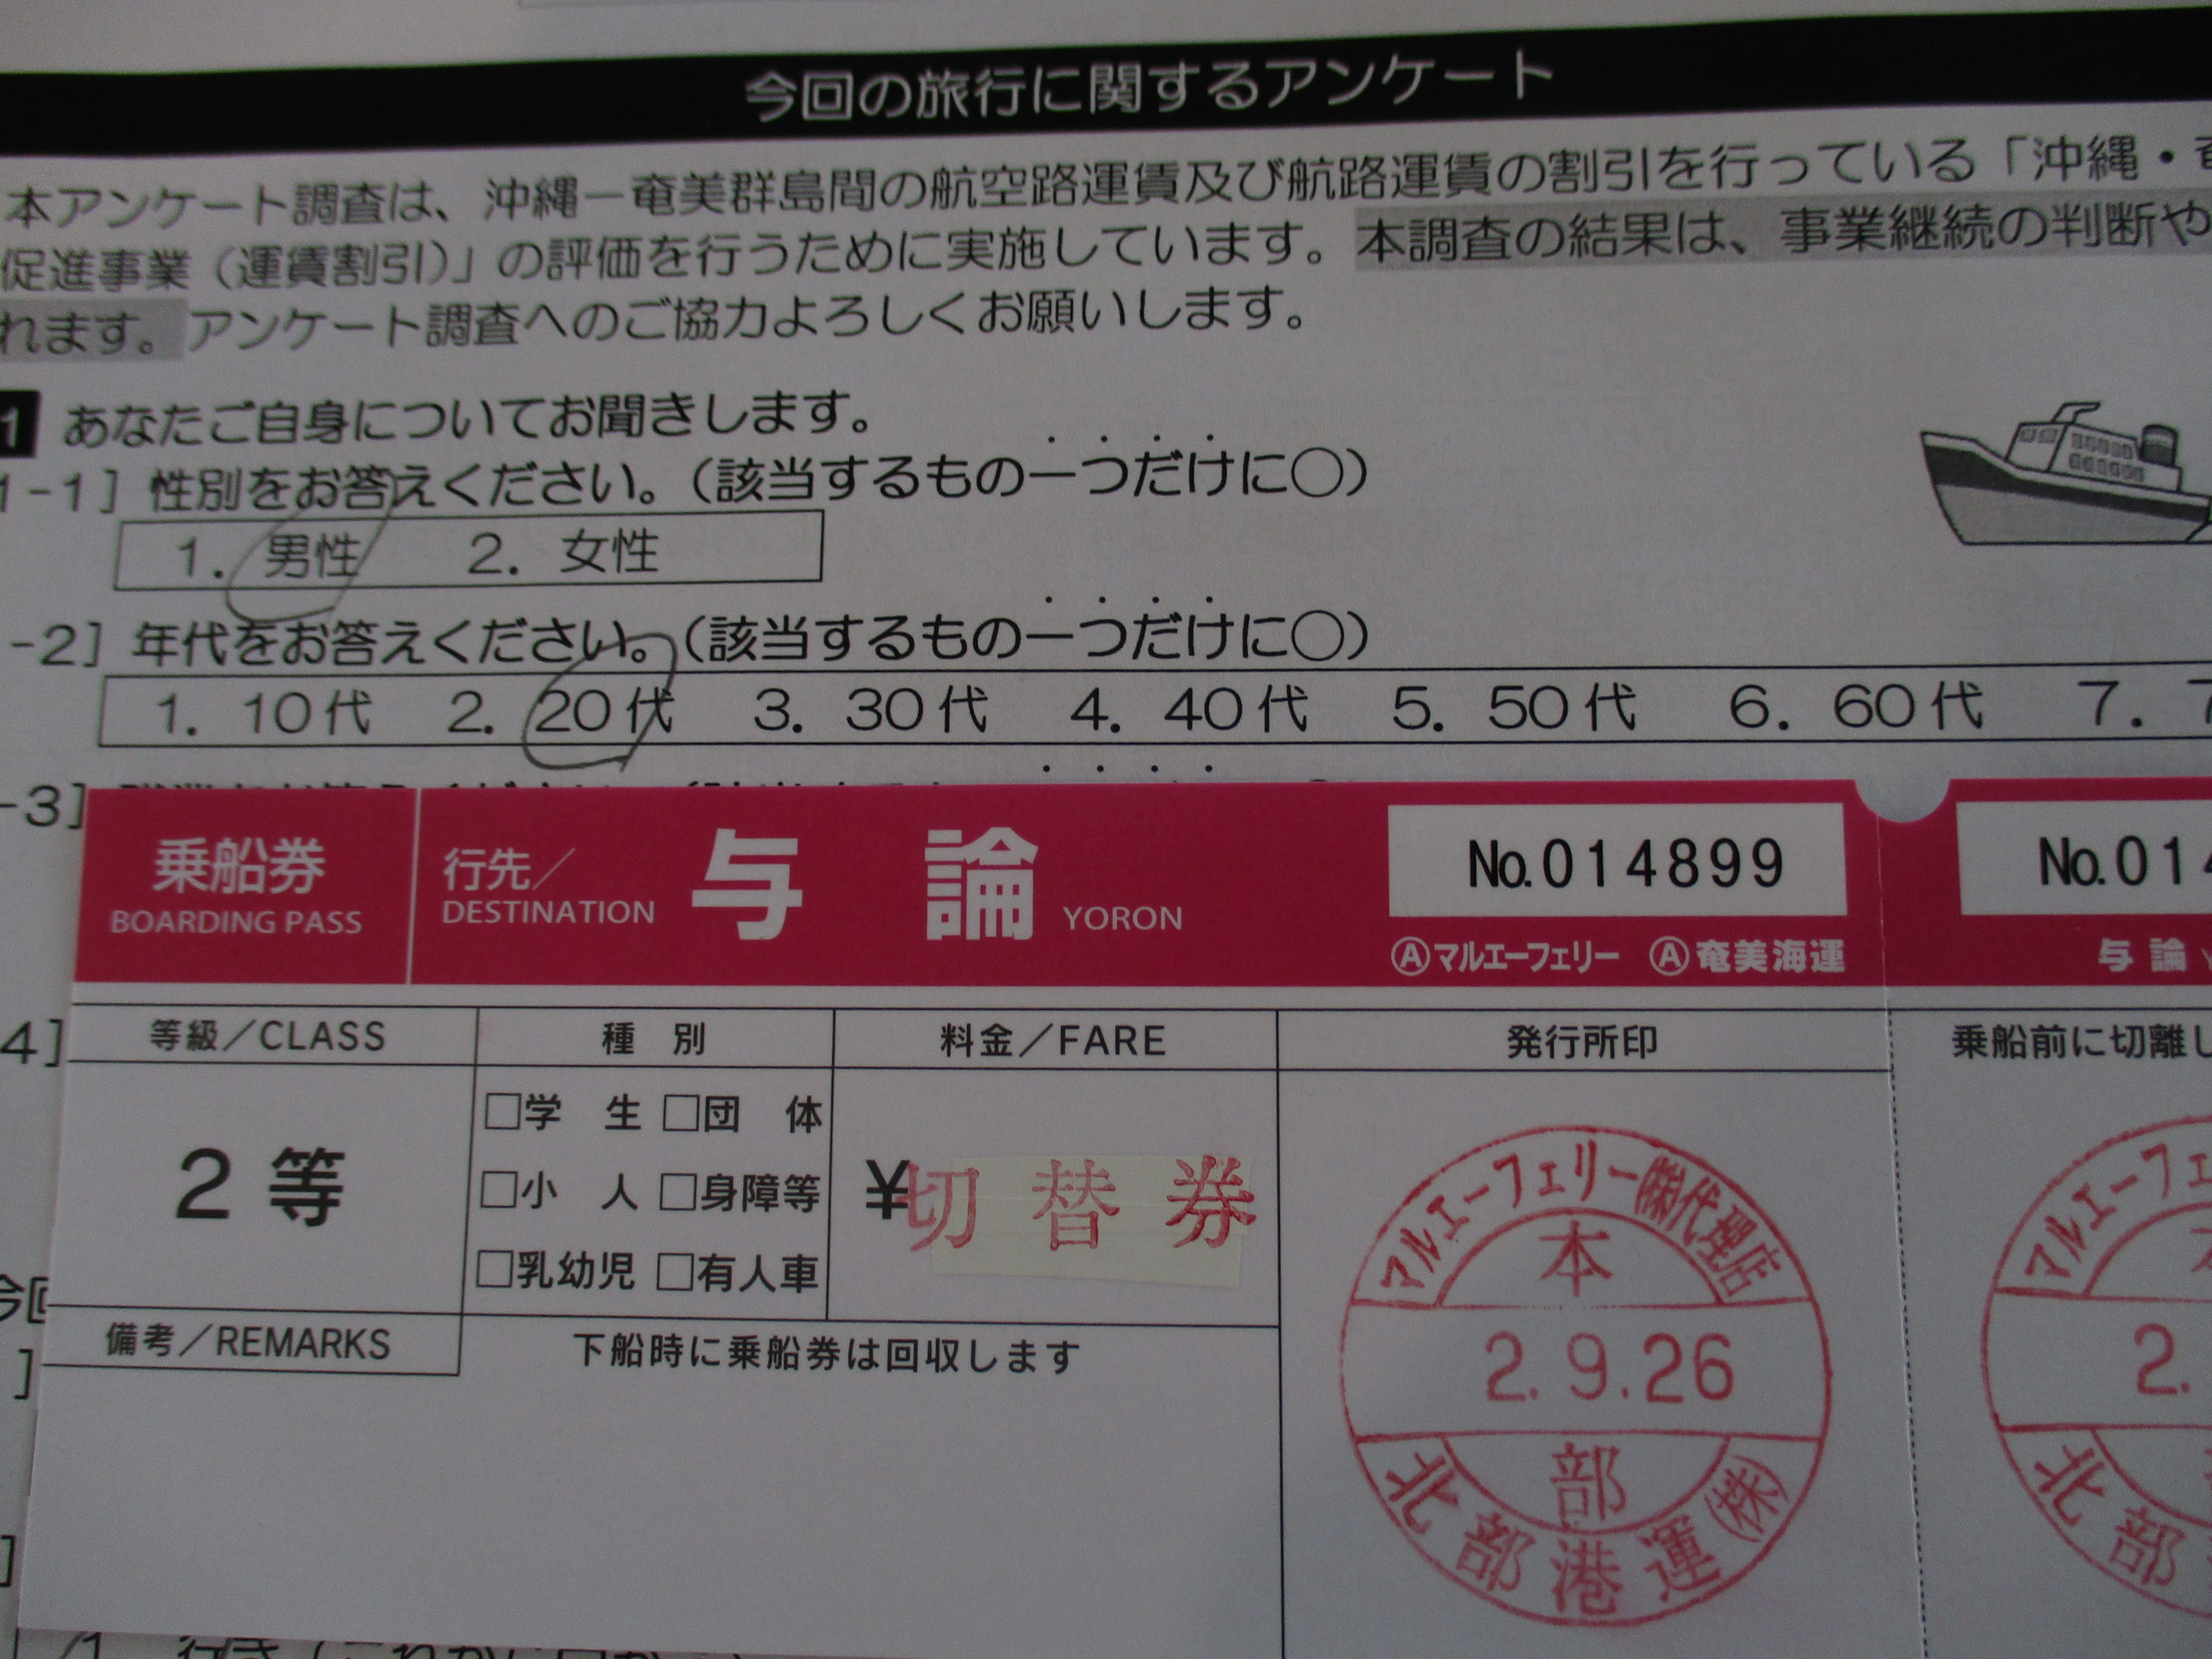 今回の旅行に関するアンケート
本アンケート調査は、沖縄－奄美群島間の航空路運賃及び航路運賃の割引を行っている「沖縄・
促進事業（運賃割引）」の評価を行うために実施しています。本調査の結果は、事業継続の判断や
れます。アンケート調査へのご協力よろしくお願いします。
1 あなたご自身についてお聞きします。
1-1］性別をお答えください。（該当するもの一つだけに○）
1．男性 2．女性
-2］年代をお答えください。（該当するもの一つだけに○）
1．10代 2．20代 3．30代 4．40代 5．50代 6．60代 7．
-3］
乗船券
BOARDING PASS
行先／
DESTINATION
与 論 YORON
No.014899
Ⓐマルエーフェリー Ⓐ奄美海運
No.01
与 論
4］
等級／CLASS
種 別
料金／FARE
発行所印
乗船前に切離し
2 等
□学 生 □団 体
□小 人 □身障等
□乳幼児 □有人車
¥切 替 券
マルエーフェリー㈱代理店
本
2.9.26
部
北部港運㈱
マルエーフェ
2.
北部
備考／REMARKS
下船時に乗船券は回収します